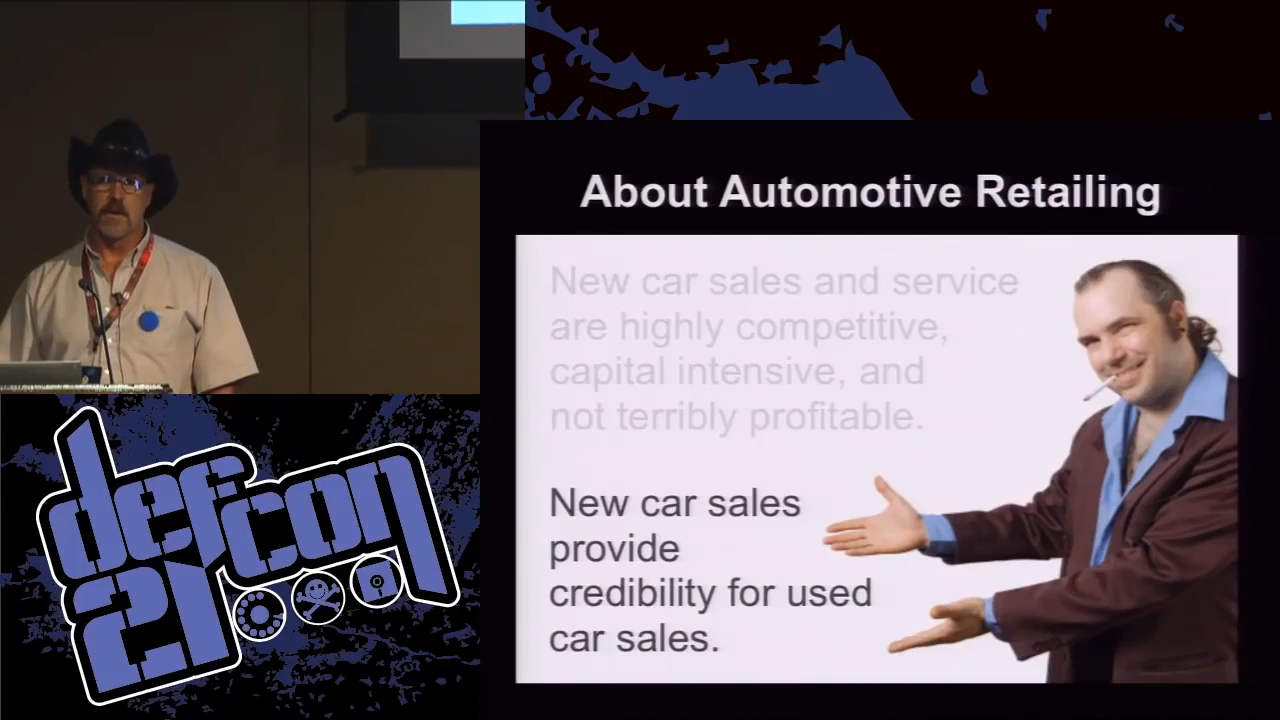 About Automotive Retailing
New car sales and service
are highly competitive,
capital intensive, and
not terribly profitable.
New car sales
provide
credibility for used
car sales.
defcon
21